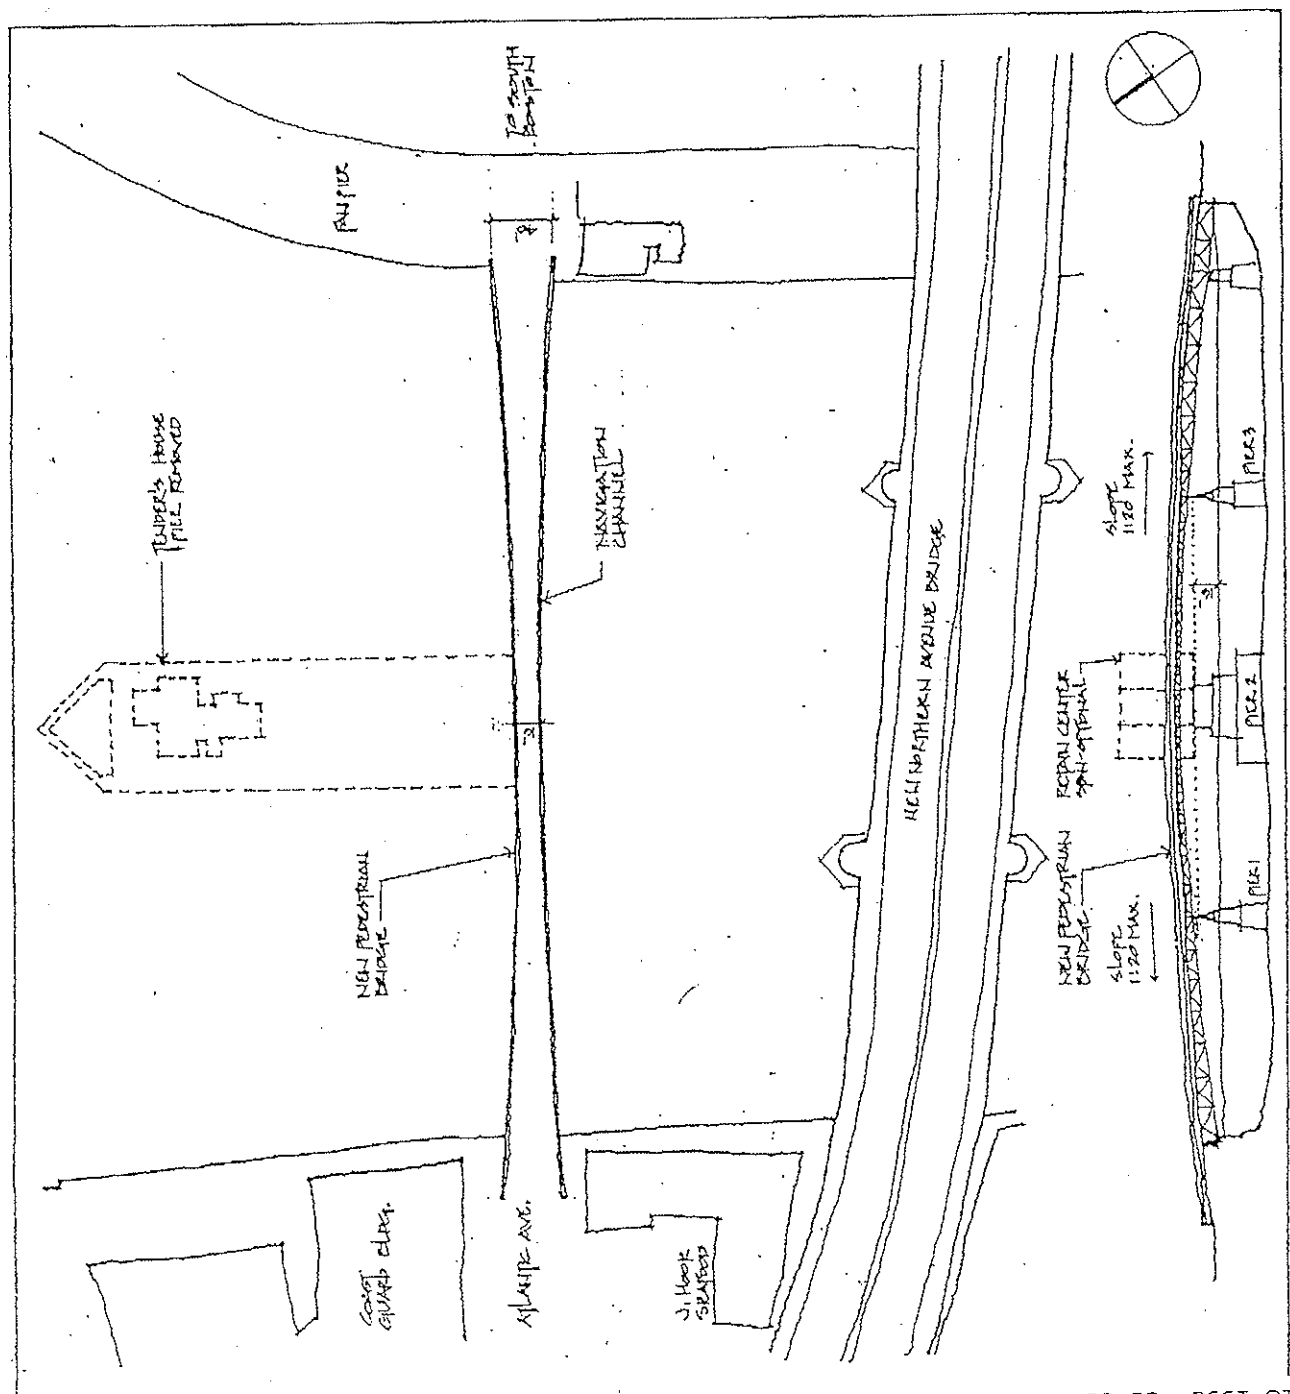 TO SOUTH
BOSTON
FAN PIER
TENDER'S HOUSE
PIER REMOVED
NAVIGATION
CHANNEL
NEW PEDESTRIAN
BRIDGE
NEW NORTHERN AVENUE BRIDGE
COAST
GUARD BLDG.
ATLANTIC AVE.
J. HOOK
SEAFOOD
SLOPE
1:20 MAX.
RETAIN CENTER
SPAN-OPTIONAL
NEW PEDESTRIAN
BRIDGE
SLOPE
1:20 MAX.
PIER 1
PIER 2
PIER 3